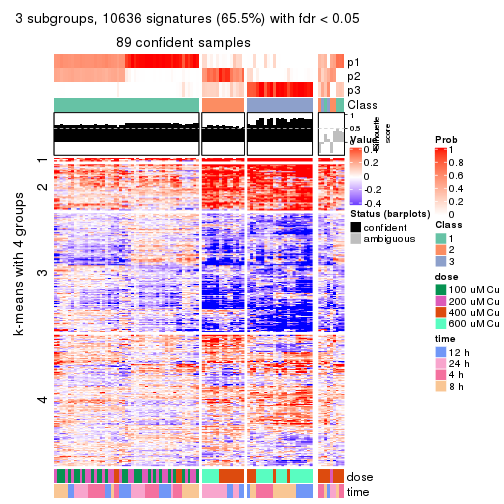 3 subgroups, 10636 signatures (65.5%) with fdr < 0.05
89 confident samples
p1
p2
p3
Class
1
0.5
0
Silhouette
score
k-means with 4 groups
1
2
3
4
dose
time
Value
0.4
0.2
0
-0.2
-0.4
Status (barplots)
confident
ambiguous
Prob
1
0.8
0.6
0.4
0.2
0
Class
1
2
3
dose
100 uM Cu
200 uM Cu
400 uM Cu
600 uM Cu
time
12 h
24 h
4 h
8 h